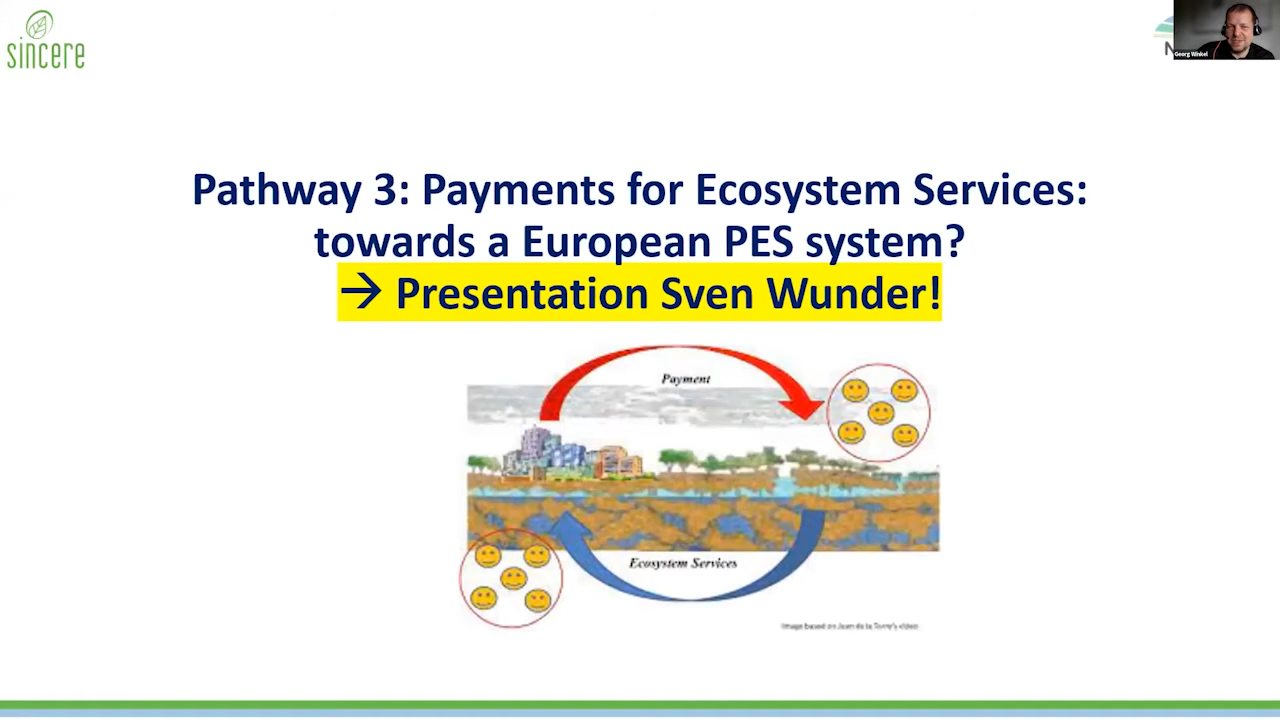 sincere
N
Georg Winkel
Pathway 3: Payments for Ecosystem Services:
towards a European PES system?
→ Presentation Sven Wunder!
Payment
Ecosystem Services
Image based on Juan de la Torre's video